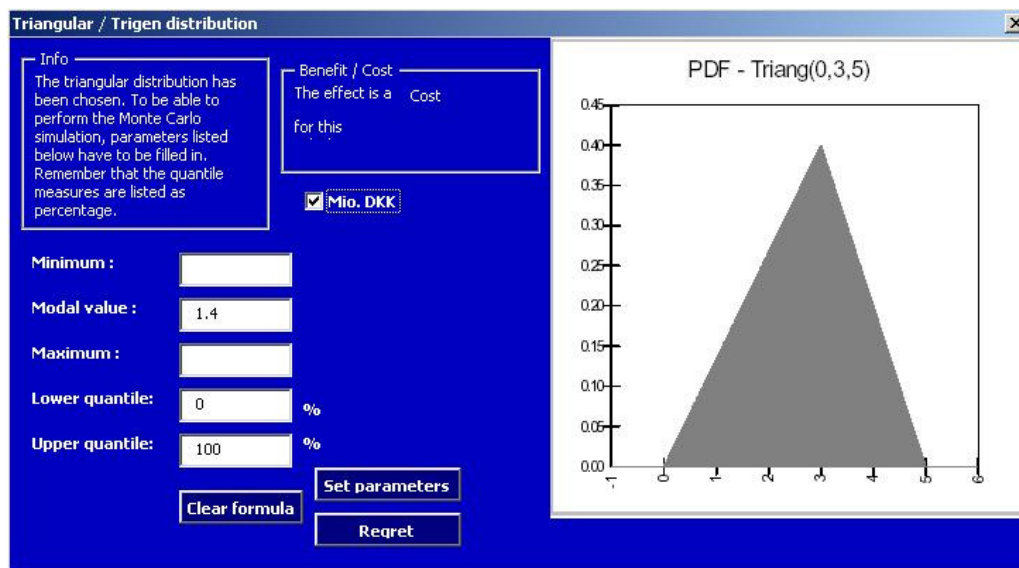 Triangular / Trigen distribution
Info
The triangular distribution has
been chosen. To be able to
perform the Monte Carlo
simulation, parameters listed
below have to be filled in.
Remember that the quantile
measures are listed as
percentage.
Benefit / Cost
The effect is a Cost
for this
Mio. DKK
Minimum :
Modal value :
1.4
Maximum :
Lower quantile:
0
%
Upper quantile:
100
%
Set parameters
Clear formula
Regret
PDF - Triang(0,3,5)
0.45
0.40
0.35
0.30
0.25
0.20
0.15
0.10
0.05
0.00
-1
0
1
2
3
4
5
6